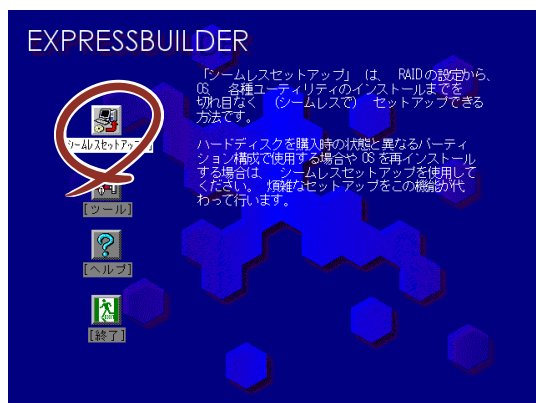 EXPRESSBUILDER
「シームレスセットアップ」 は、 RAIDの設定から、
OS、 各種ユーティリティのインストールまでを
切れ目なく （シームレスで） セットアップできる
方法です。
ハードディスクを購入時の状態と異なるパーティ
ション構成で使用する場合や OS を再インストール
する場合は、 シームレスセットアップを使用して
ください。 煩雑なセットアップをこの機能が代
わって行います。
シームレスセットアップ
[ツール]
[ヘルプ]
EXIT
[終了]